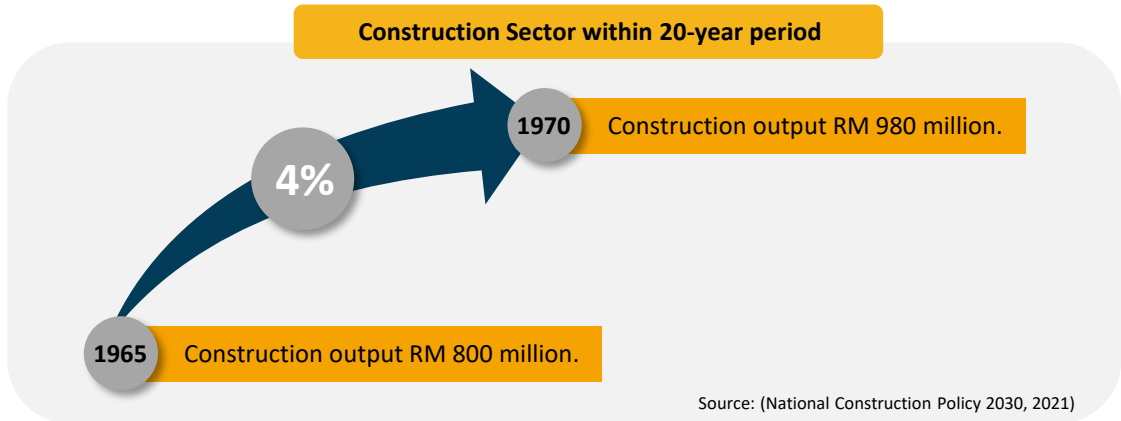 Construction Sector within 20-year period
1970
Construction output RM 980 million.
4%
1965
Construction output RM 800 million.
Source: (National Construction Policy 2030, 2021)